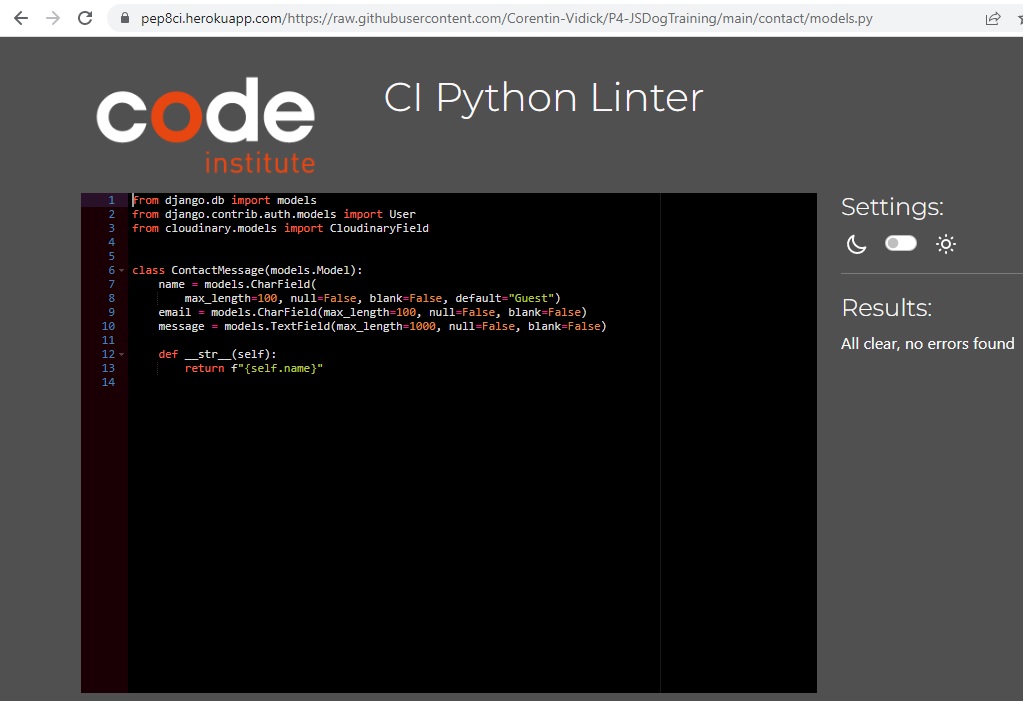 pep8ci.herokuapp.com/https://raw.githubusercontent.com/Corentin-Vidick/P4-JSDogTraining/main/contact/models.py
code
institute
CI Python Linter
1 from django.db import models
2 from django.contrib.auth.models import User
3 from cloudinary.models import CloudinaryField
4
5
6 class ContactMessage(models.Model):
7     name = models.CharField(
8         max_length=100, null=False, blank=False, default="Guest")
9     email = models.CharField(max_length=100, null=False, blank=False)
10     message = models.TextField(max_length=1000, null=False, blank=False)
11
12     def __str__(self):
13         return f"{self.name}"
14
Settings:
Results:
All clear, no errors found